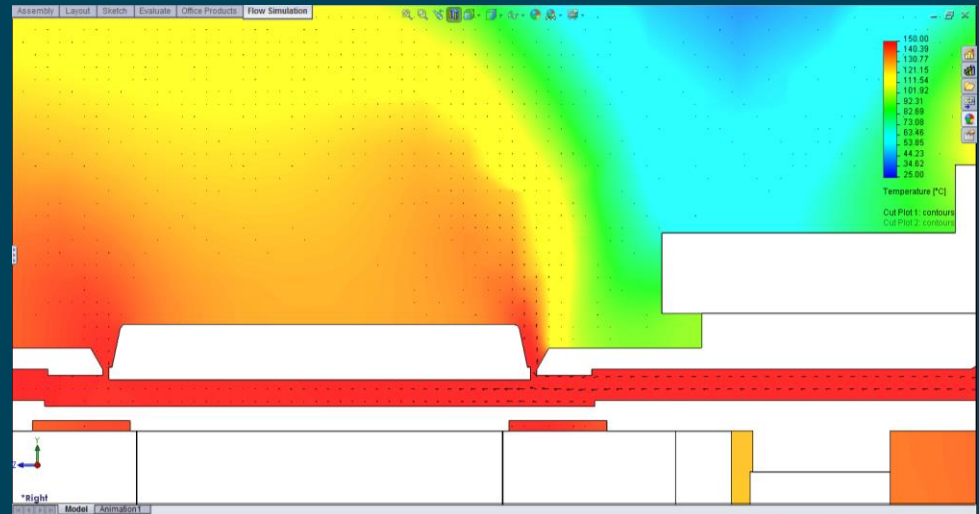 Assembly Layout Sketch Evaluate Office Products Flow Simulation
150.00
140.39
130.77
121.15
111.54
101.92
92.31
82.69
73.08
63.46
53.85
44.23
34.62
25.00
Temperature [°C]
Cut Plot 1: contours
Cut Plot 2: contours
Y
Z
*Right
Model Animation1